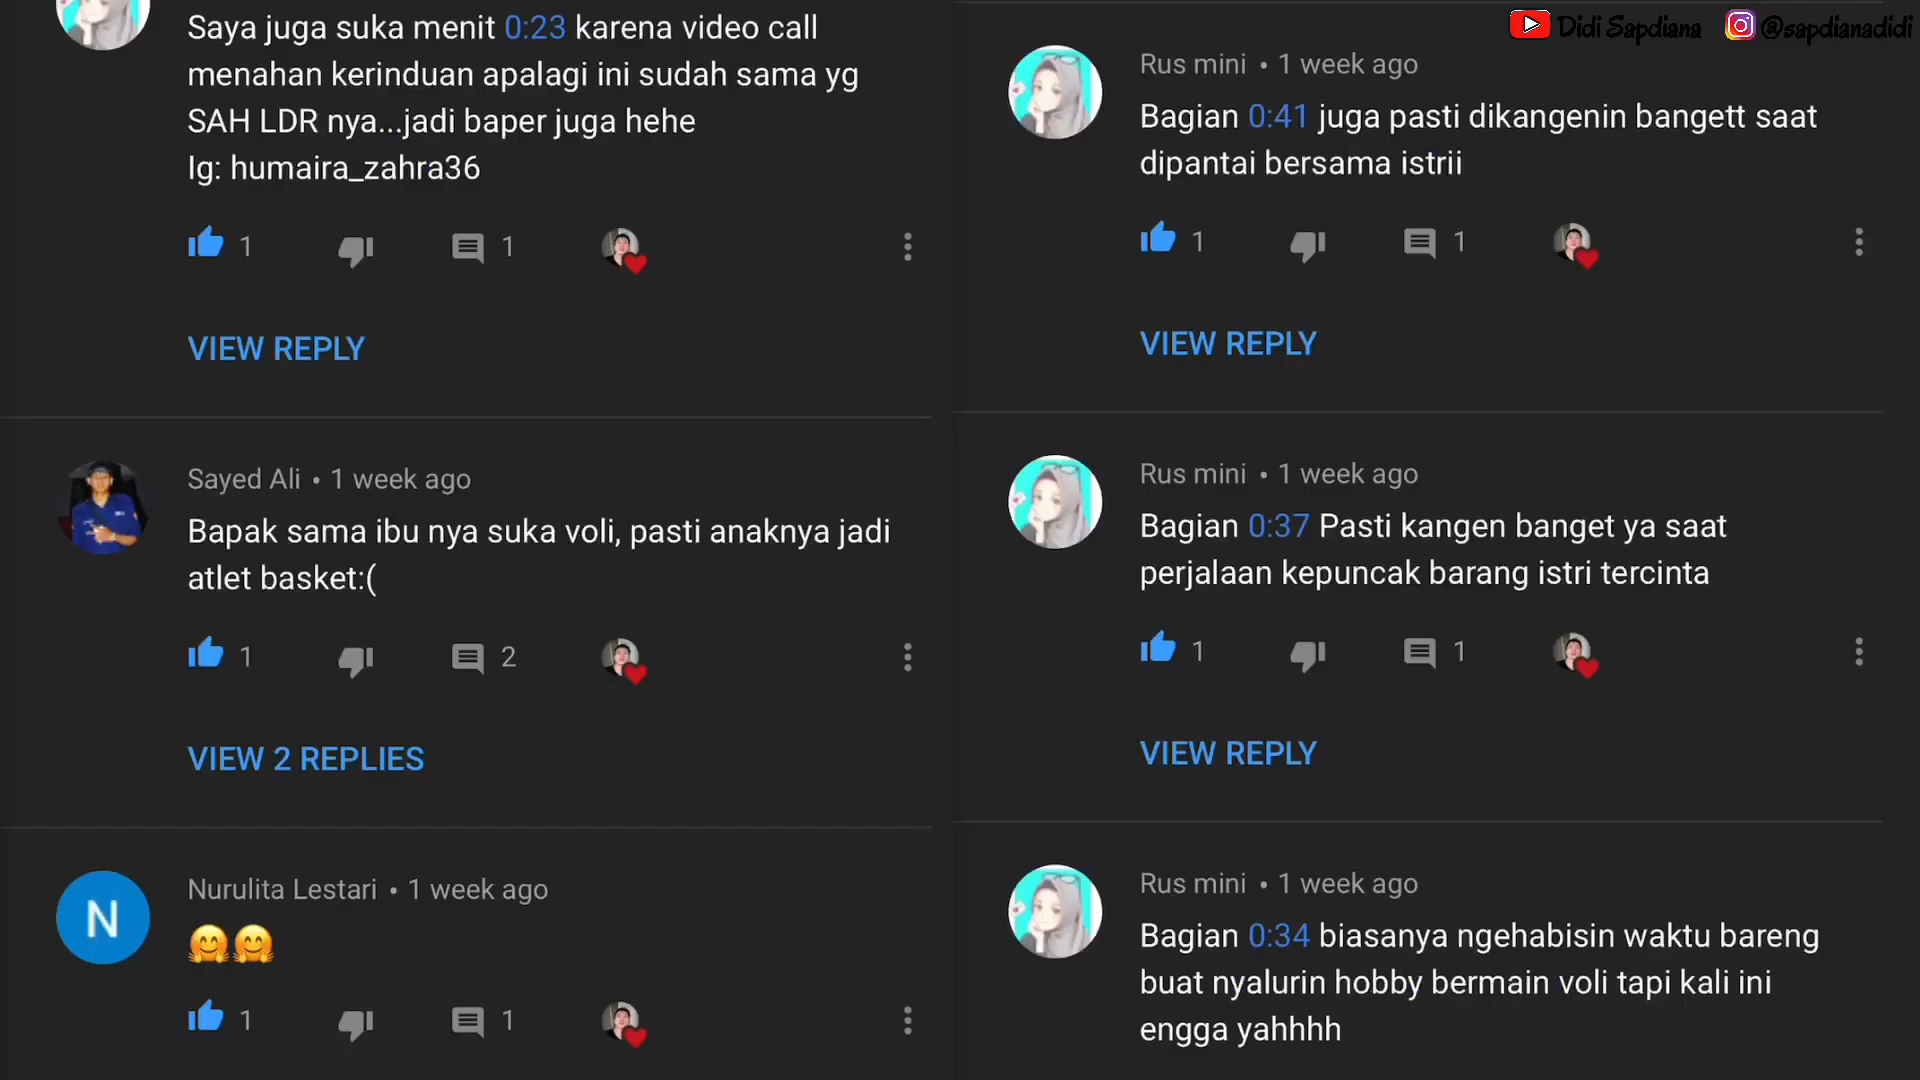 Saya juga suka menit 0:23 karena video call
menahan kerinduan apalagi ini sudah sama yg
SAH LDR nya...jadi baper juga hehe
Ig: humaira_zahra36
1
1
VIEW REPLY
Sayed Ali • 1 week ago
Bapak sama ibu nya suka voli, pasti anaknya jadi
atlet basket:(
1
2
VIEW 2 REPLIES
N
Nurulita Lestari • 1 week ago
🤗🤗
1
1
Didi Sapdiana
@sapdianadidi
Rus mini • 1 week ago
Bagian 0:41 juga pasti dikangenin bangett saat
dipantai bersama istrii
1
1
VIEW REPLY
Rus mini • 1 week ago
Bagian 0:37 Pasti kangen banget ya saat
perjalaan kepuncak barang istri tercinta
1
1
VIEW REPLY
Rus mini • 1 week ago
Bagian 0:34 biasanya ngehabisin waktu bareng
buat nyalurin hobby bermain voli tapi kali ini
engga yahhhh